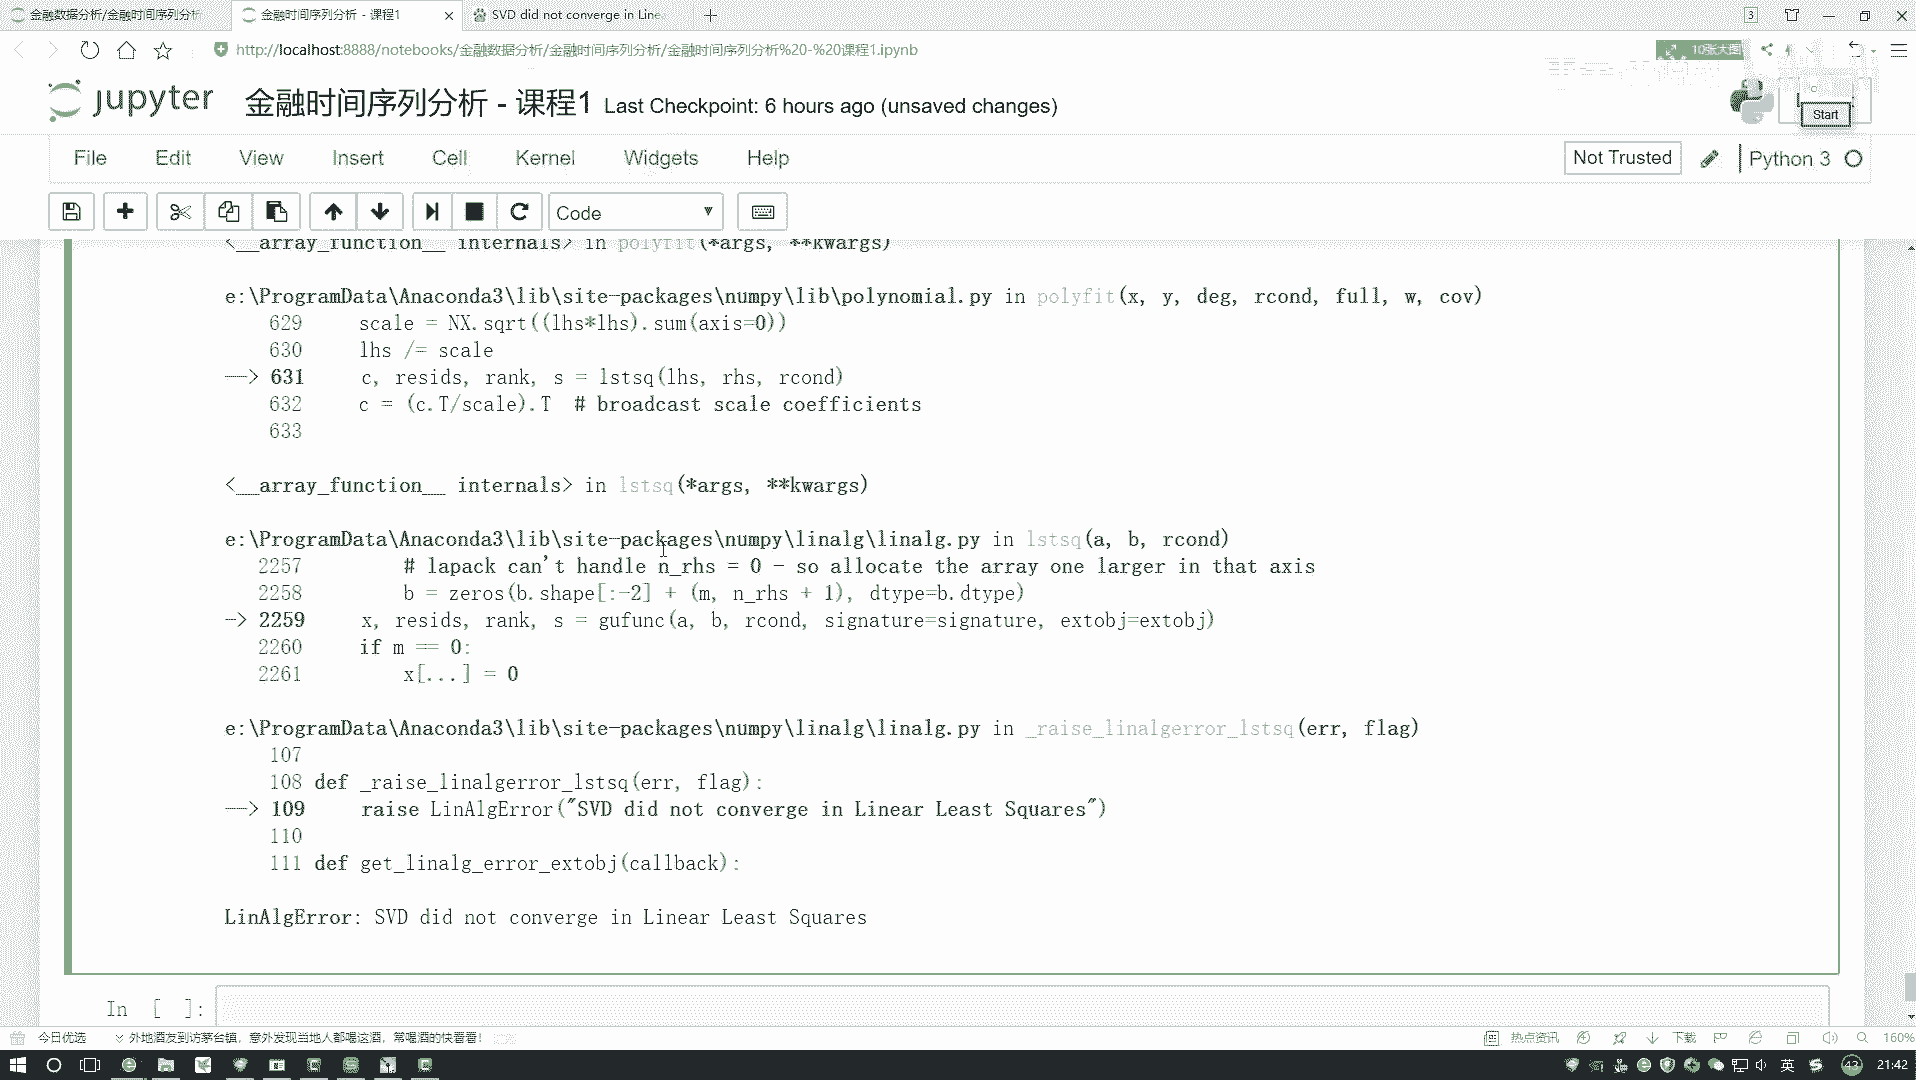 金融数据分析/金融时间序列分析
金融时间序列分析 - 课程1
SVD did not converge in Line
3
http://localhost:8888/notebooks/金融数据分析/金融时间序列分析/金融时间序列分析%20-%20课程1.ipynb
10张大图
jupyter 金融时间序列分析 - 课程1 Last Checkpoint: 6 hours ago (unsaved changes)
Start
File Edit View Insert Cell Kernel Widgets Help
Not Trusted
Python 3
Code
<__array_function__ internals> in polyfit(*args, **kwargs)
e:\ProgramData\Anaconda3\lib\site-packages\numpy\lib\polynomial.py in polyfit(x, y, deg, rcond, full, w, cov)
629 scale = NX.sqrt((lhs*lhs).sum(axis=0))
630 lhs /= scale
--> 631 c, resids, rank, s = lstsq(lhs, rhs, rcond)
632 c = (c.T/scale).T # broadcast scale coefficients
633
<__array_function__ internals> in lstsq(*args, **kwargs)
e:\ProgramData\Anaconda3\lib\site-packages\numpy\linalg\linalg.py in lstsq(a, b, rcond)
2257 # lapack can't handle n_rhs = 0 - so allocate the array one larger in that axis
2258 b = zeros(b.shape[:-2] + (m, n_rhs + 1), dtype=b.dtype)
-> 2259 x, resids, rank, s = gufunc(a, b, rcond, signature=signature, extobj=extobj)
2260 if m == 0:
2261 x[...] = 0
e:\ProgramData\Anaconda3\lib\site-packages\numpy\linalg\linalg.py in _raise_linalgerror_lstsq(err, flag)
107
108 def _raise_linalgerror_lstsq(err, flag):
--> 109 raise LinAlgError("SVD did not converge in Linear Least Squares")
110
111 def get_linalg_error_extobj(callback):
LinAlgError: SVD did not converge in Linear Least Squares
In [ ]:
今日优选
外地酒友到访茅台镇，意外发现当地人都喝这酒，常喝酒的快看看！
热点资讯
下载
160%
英
43
21:42